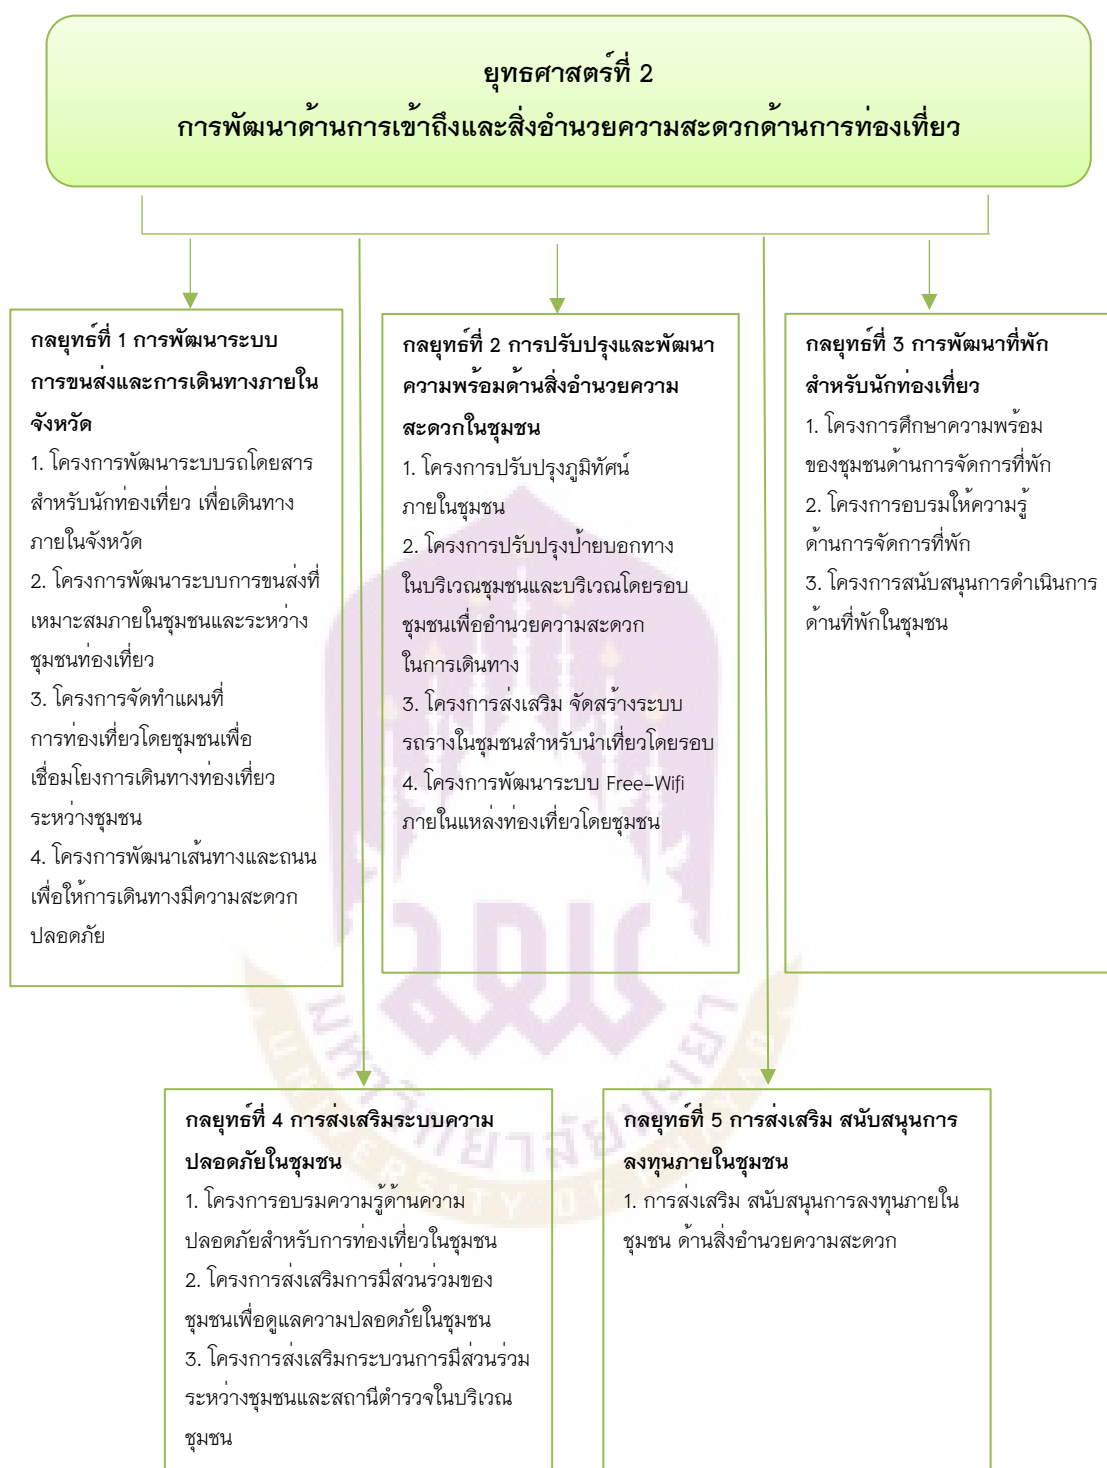 ยุทธศาสตร์ที่ 2
การพัฒนาด้านการเข้าถึงและสิ่งอำนวยความสะดวกด้านการท่องเที่ยว
กลยุทธ์ที่ 1 การพัฒนาระบบ
การขนส่งและการเดินทางภายใน
จังหวัด
1. โครงการพัฒนาระบบรถโดยสาร
สำหรับนักท่องเที่ยว เพื่อเดินทาง
ภายในจังหวัด
2. โครงการพัฒนาระบบการขนส่งที่
เหมาะสมภายในชุมชนและระหว่าง
ชุมชนท่องเที่ยว
3. โครงการจัดทำแผนที่
การท่องเที่ยวโดยชุมชนเพื่อ
เชื่อมโยงการเดินทางท่องเที่ยว
ระหว่างชุมชน
4. โครงการพัฒนาเส้นทางและถนน
เพื่อให้การเดินทางมีความสะดวก
ปลอดภัย
กลยุทธ์ที่ 2 การปรับปรุงและพัฒนา
ความพร้อมด้านสิ่งอำนวยความ
สะดวกในชุมชน
1. โครงการปรับปรุงภูมิทัศน์
ภายในชุมชน
2. โครงการปรับปรุงป้ายบอกทาง
ในบริเวณชุมชนและบริเวณโดยรอบ
ชุมชนเพื่ออำนวยความสะดวก
ในการเดินทาง
3. โครงการส่งเสริม จัดสร้างระบบ
รถรางในชุมชนสำหรับนำเที่ยวโดยรอบ
4. โครงการพัฒนาระบบ Free-Wifi
ภายในแหล่งท่องเที่ยวโดยชุมชน
กลยุทธ์ที่ 3 การพัฒนาที่พัก
สำหรับนักท่องเที่ยว
1. โครงการศึกษาความพร้อม
ของชุมชนด้านการจัดการที่พัก
2. โครงการอบรมให้ความรู้
ด้านการจัดการที่พัก
3. โครงการสนับสนุนการดำเนินการ
ด้านที่พักในชุมชน
กลยุทธ์ที่ 4 การส่งเสริมระบบความ
ปลอดภัยในชุมชน
1. โครงการอบรมความรู้ด้านความ
ปลอดภัยสำหรับการท่องเที่ยวในชุมชน
2. โครงการส่งเสริมการมีส่วนร่วมของ
ชุมชนเพื่อดูแลความปลอดภัยในชุมชน
3. โครงการส่งเสริมกระบวนการมีส่วนร่วม
ระหว่างชุมชนและสถานีตำรวจในบริเวณ
ชุมชน
กลยุทธ์ที่ 5 การส่งเสริม สนับสนุนการ
ลงทุนภายในชุมชน
1. การส่งเสริม สนับสนุนการลงทุนภายใน
ชุมชน ด้านสิ่งอำนวยความสะดวก
มหาวิทยาลัยพะเยา
UNIVERSITY OF PHAYAO